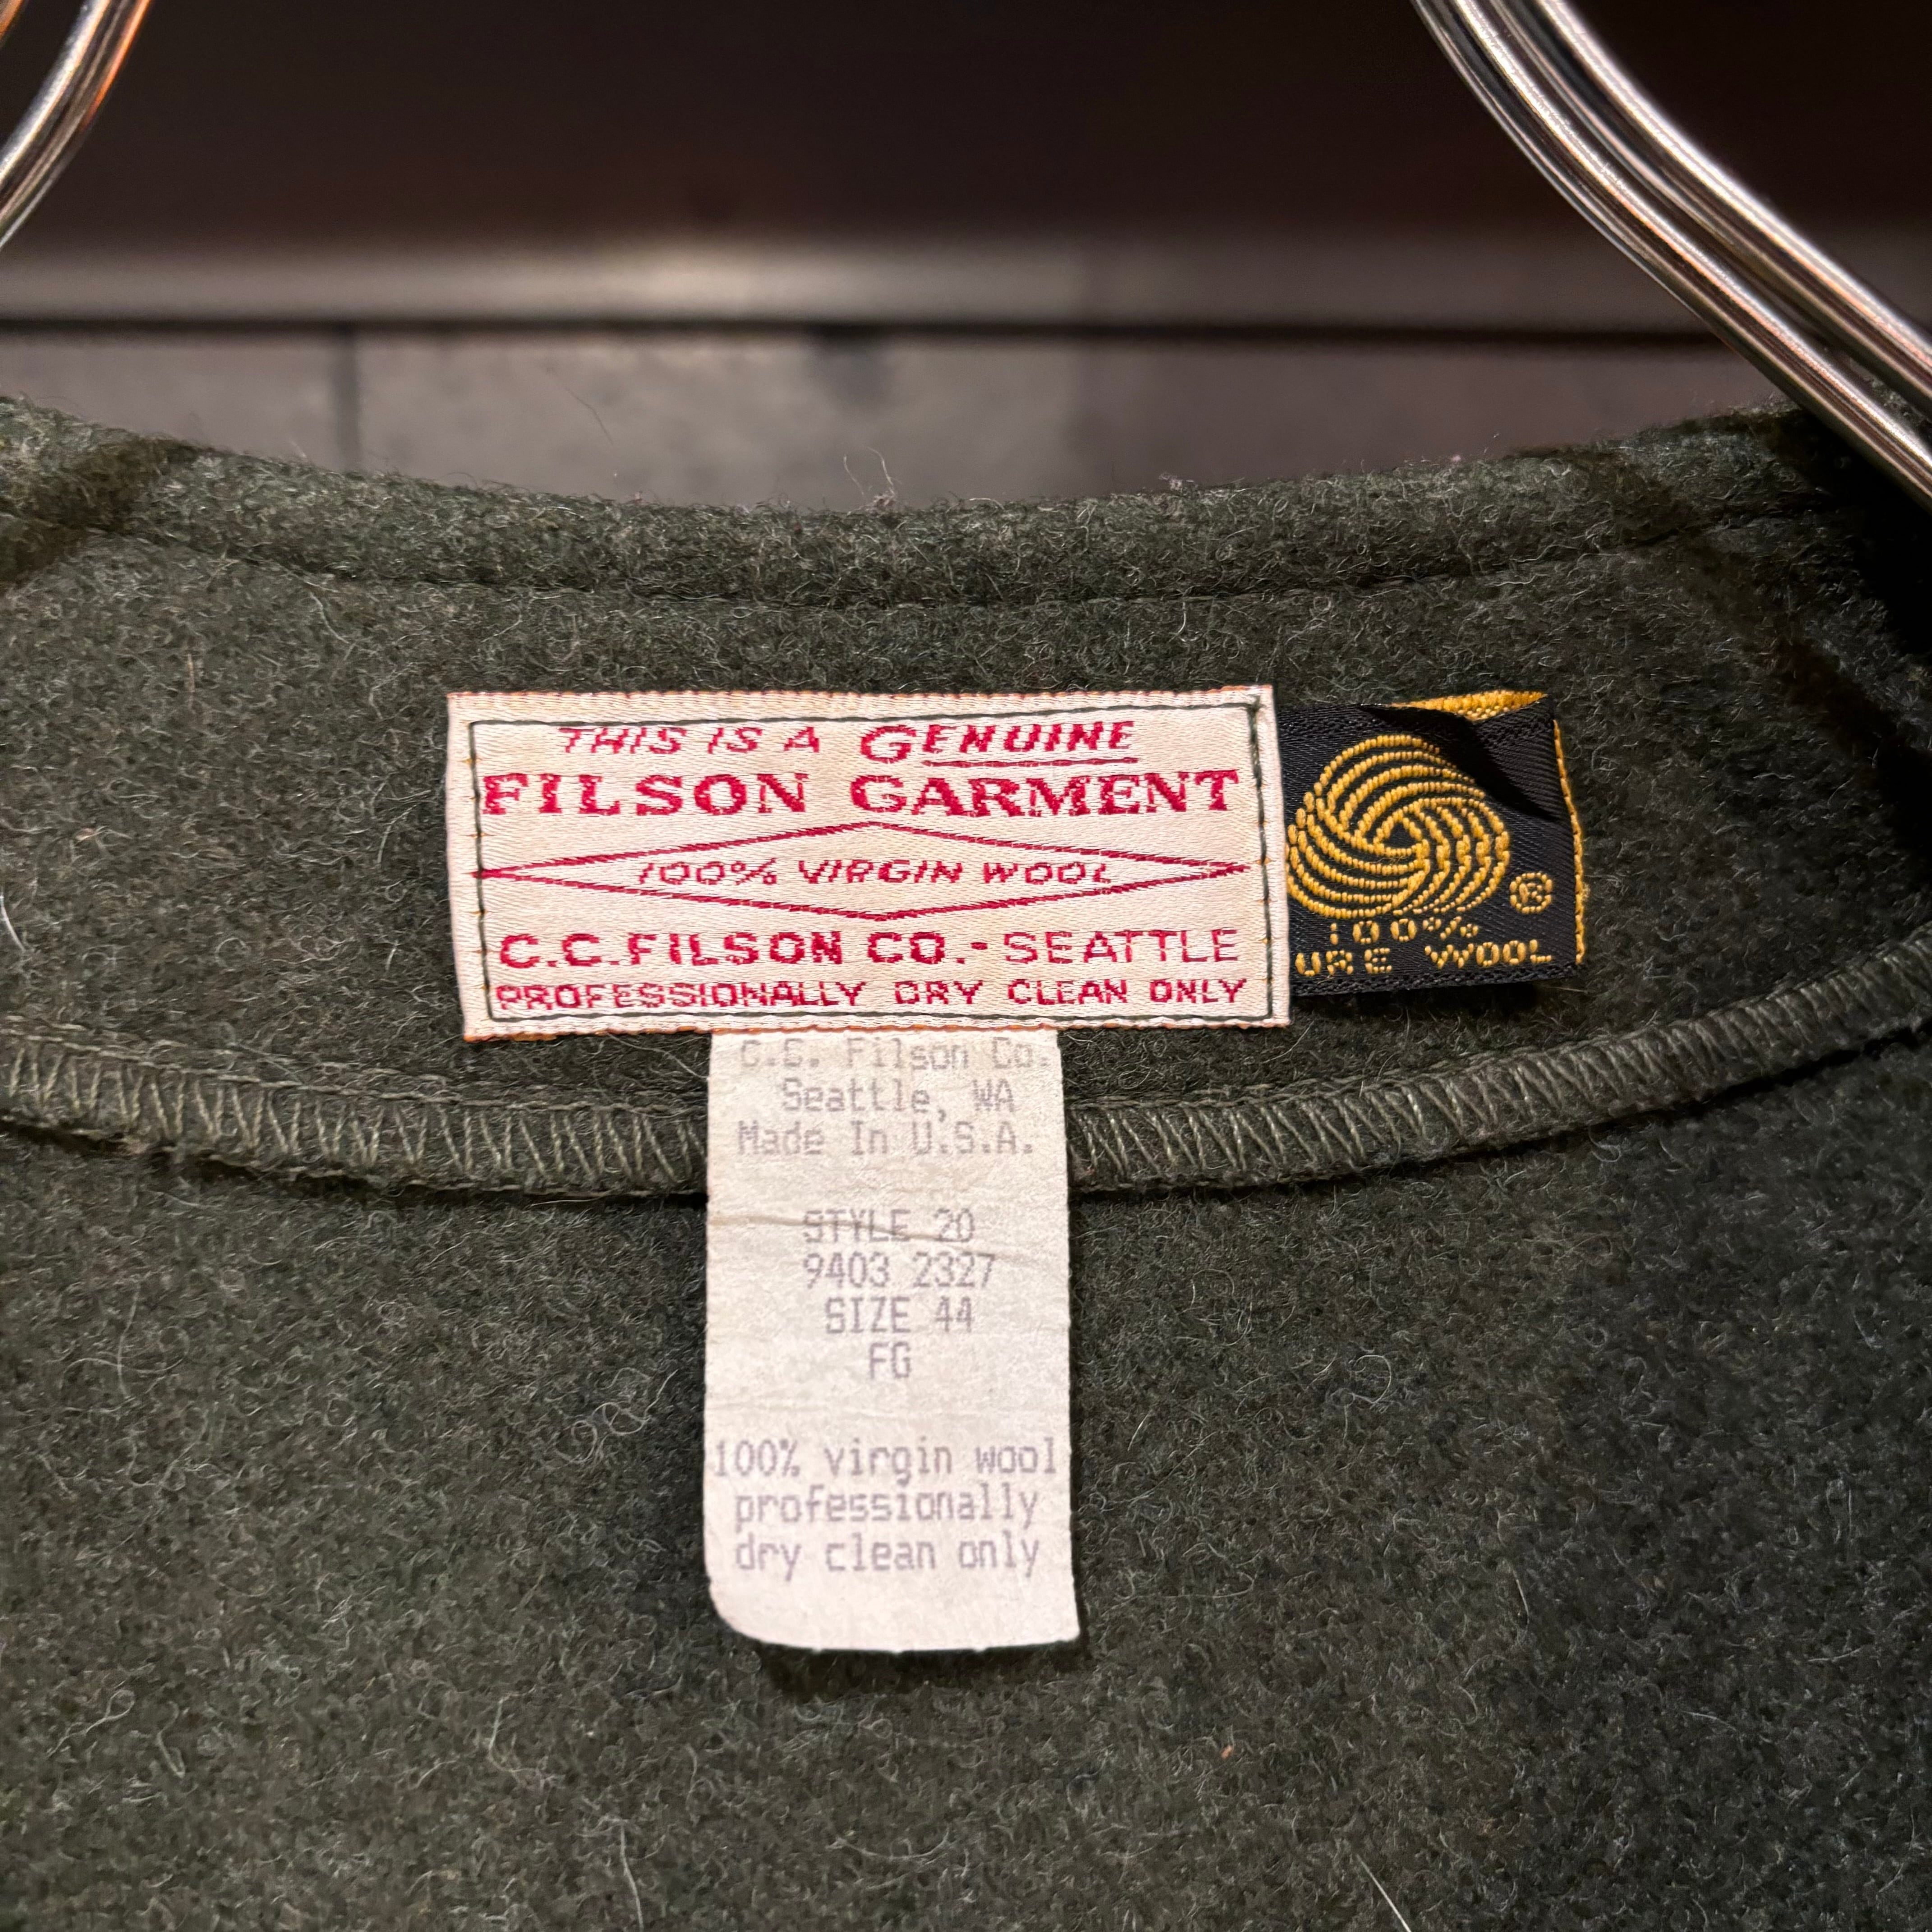 THIS IS A GENUINE
FILSON GARMENT
100% VIRGIN WOOL
C.C. FILSON CO. - SEATTLE
PROFESSIONALLY DRY CLEAN ONLY
®
100%
URE WOOL
C.C. Filson Co.
Seattle, WA
Made In U.S.A.
STYLE 20
9403 2327
SIZE 44
FG
100% virgin wool
professionally
dry clean only